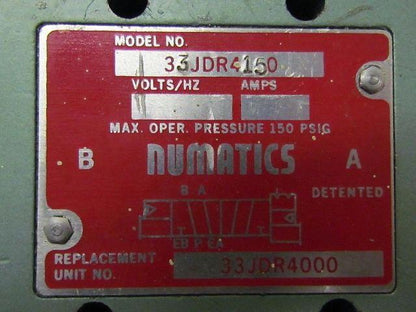 MODEL NO.
33JDR4150
VOLTS/HZ AMPS
MAX. OPER. PRESSURE 150 PSIG
B NUMATICS A
B A
DETENTED
EB P EA
REPLACEMENT
UNIT NO. 33JDR4000